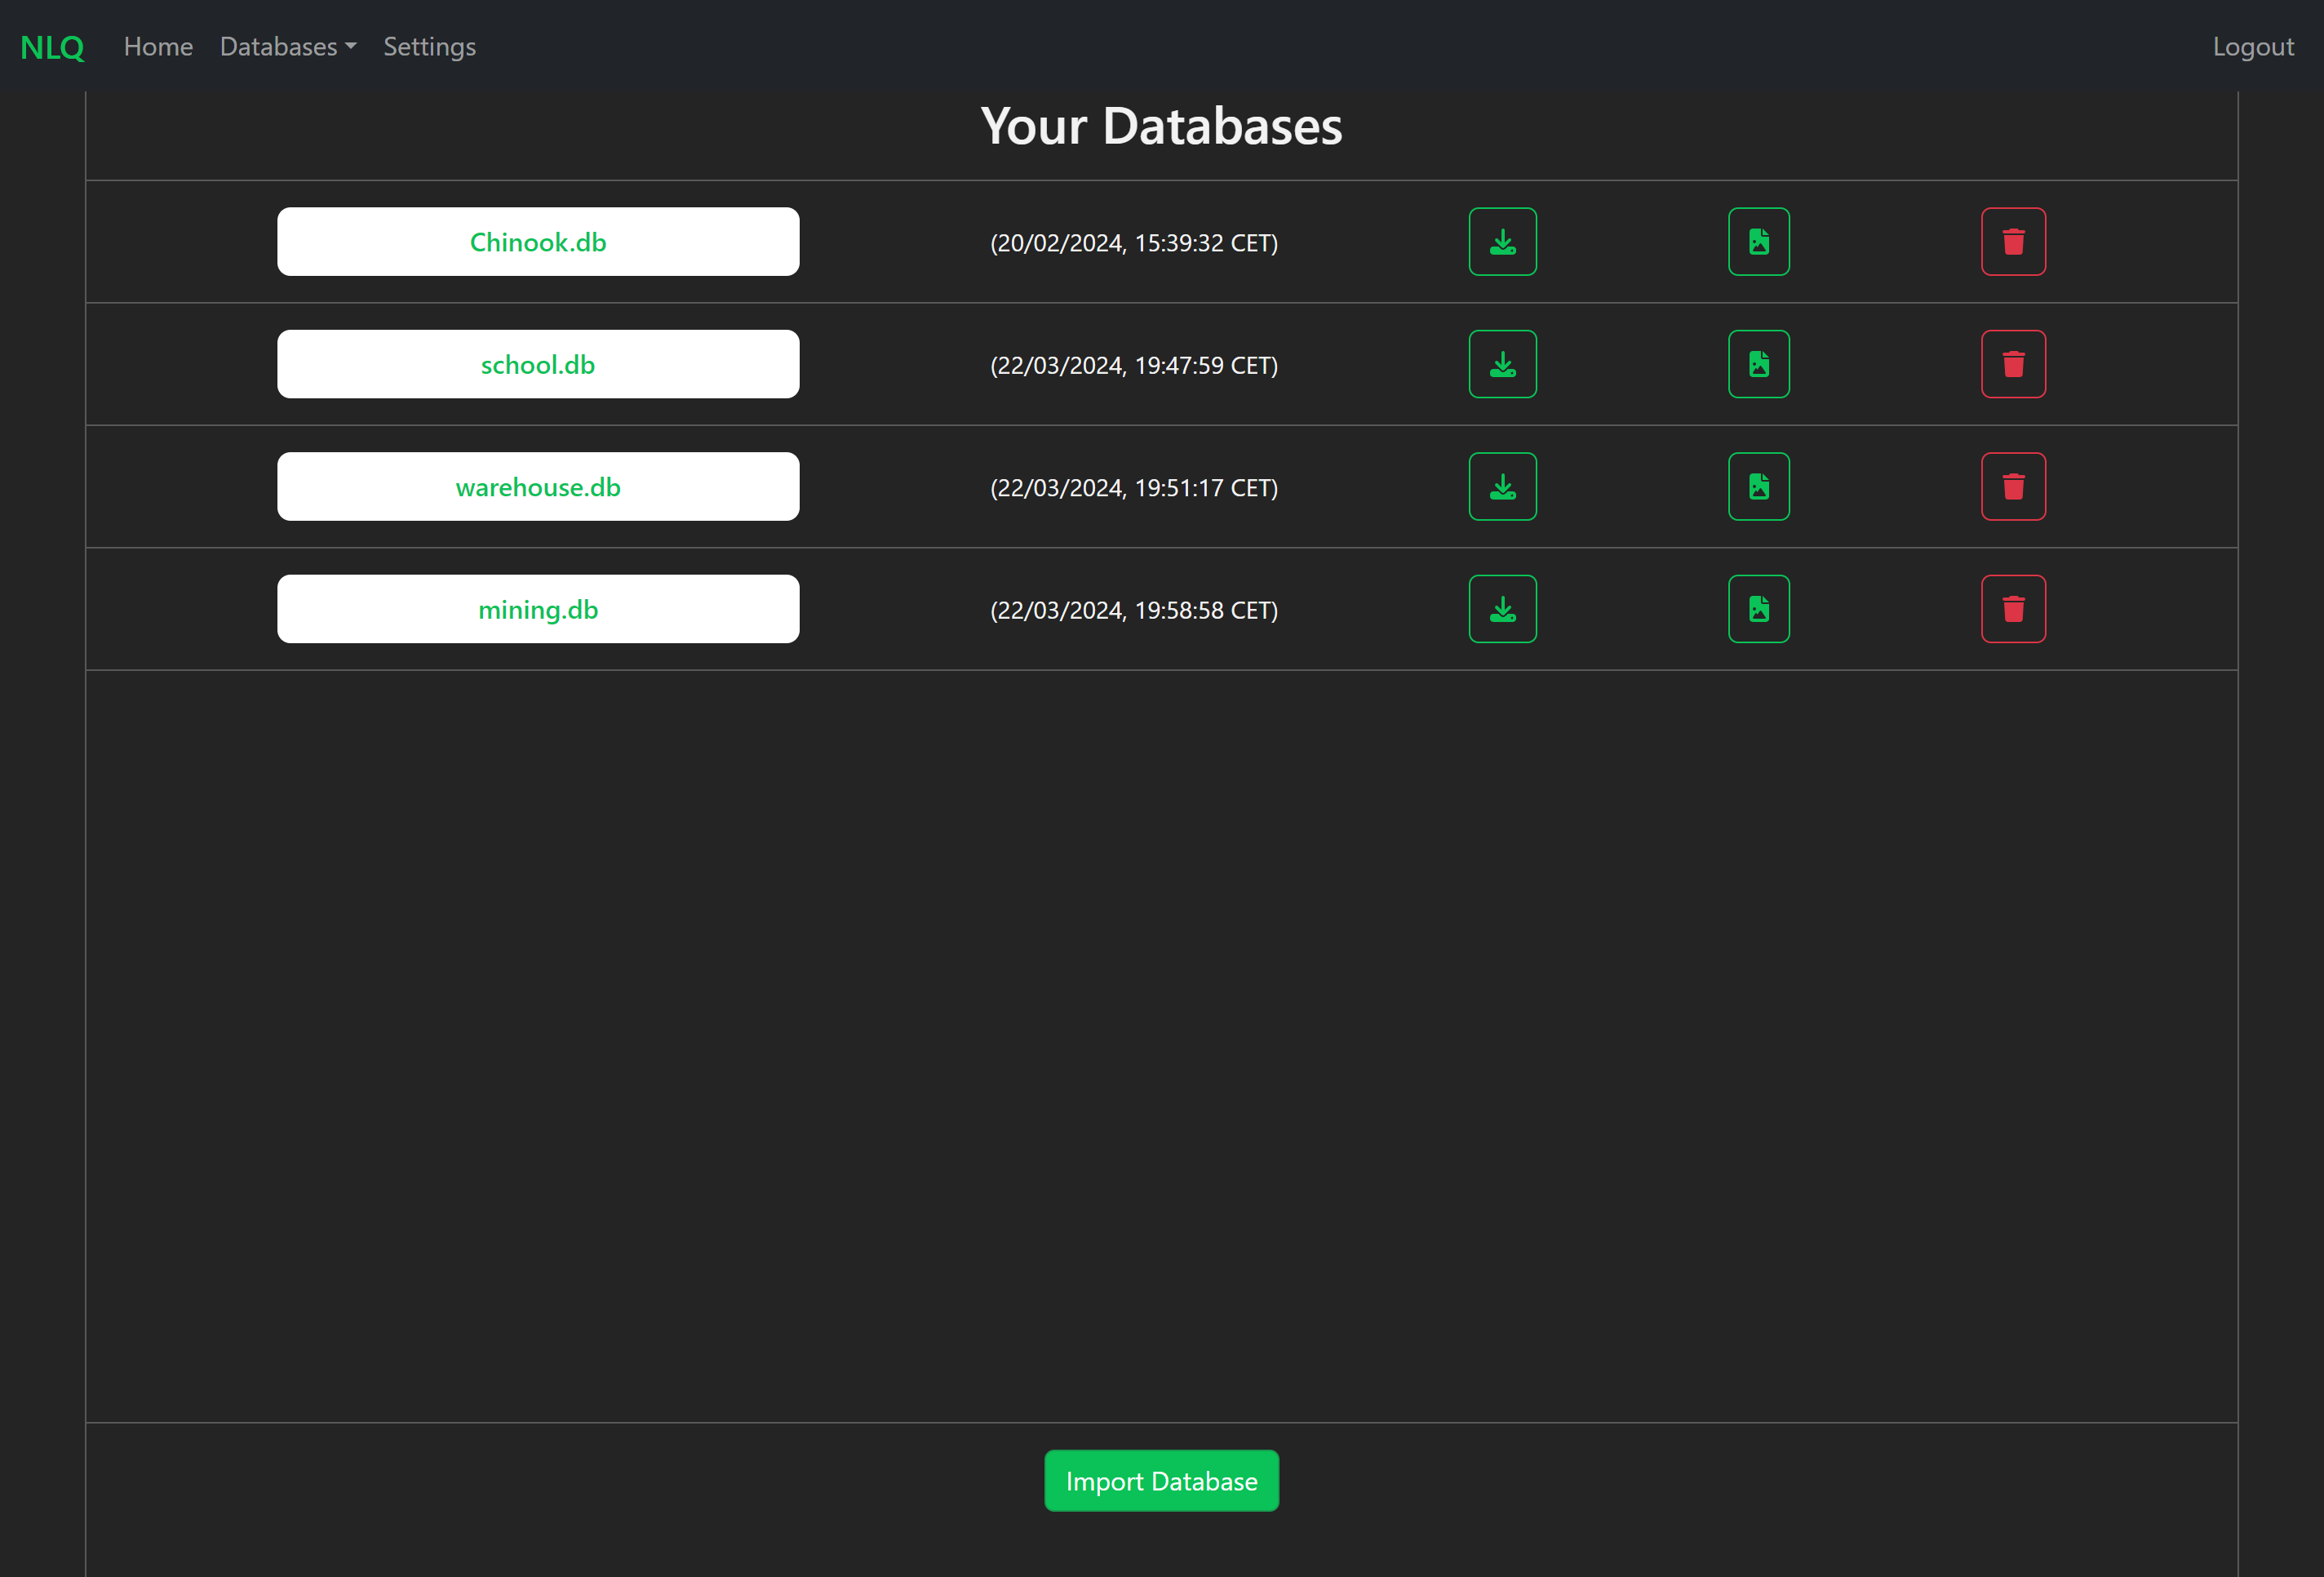 NLQ Home Databases Settings Logout
Your Databases
Chinook.db (20/02/2024, 15:39:32 CET)
school.db (22/03/2024, 19:47:59 CET)
warehouse.db (22/03/2024, 19:51:17 CET)
mining.db (22/03/2024, 19:58:58 CET)
Import Database